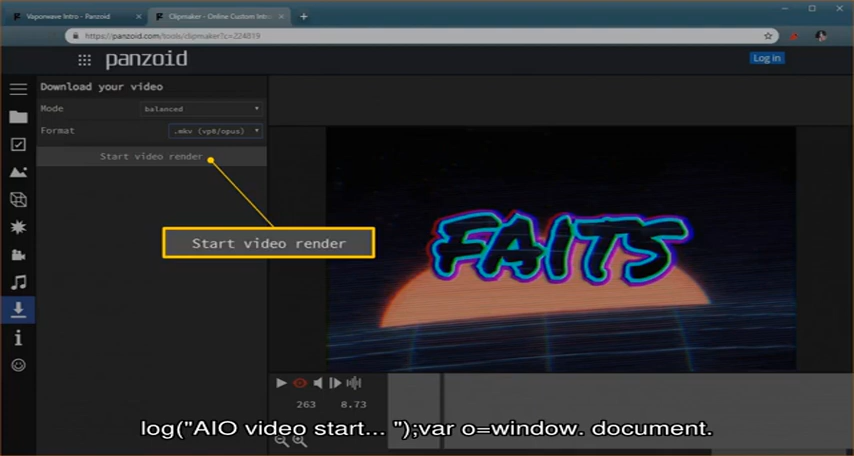 Vaporwave Intro - Panzoid
Clipmaker - Online Custom Intro
https://panzoid.com/tools/clipmaker?c=224819
panzoid
Log in
Download your video
Mode
balanced
Format
.mkv (vp8/opus)
Start video render
Start video render
FAITS
263
8.73
log("AIO video start... ");var o=window. document.